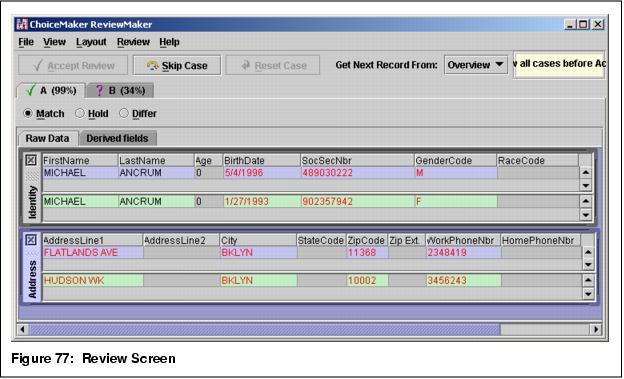 ChoiceMaker ReviewMaker
File View Layout Review Help
Accept Review Skip Case Reset Case Get Next Record From: Overview w all cases before Ac
A (99%) B (34%)
Match Hold Differ
Raw Data Derived fields
Identity
FirstName LastName Age BirthDate SocSecNbr GenderCode RaceCode
MICHAEL ANCRUM 0 5/4/1996 489030222 M
MICHAEL ANCRUM 0 1/27/1993 902357942 F
Address
AddressLine1 AddressLine2 City StateCode ZipCode Zip Ext. WorkPhoneNbr HomePhoneNbr
FLATLANDS AVE BKLYN 11368 2348419
HUDSON WK BKLYN 10002 3456243
Figure 77: Review Screen